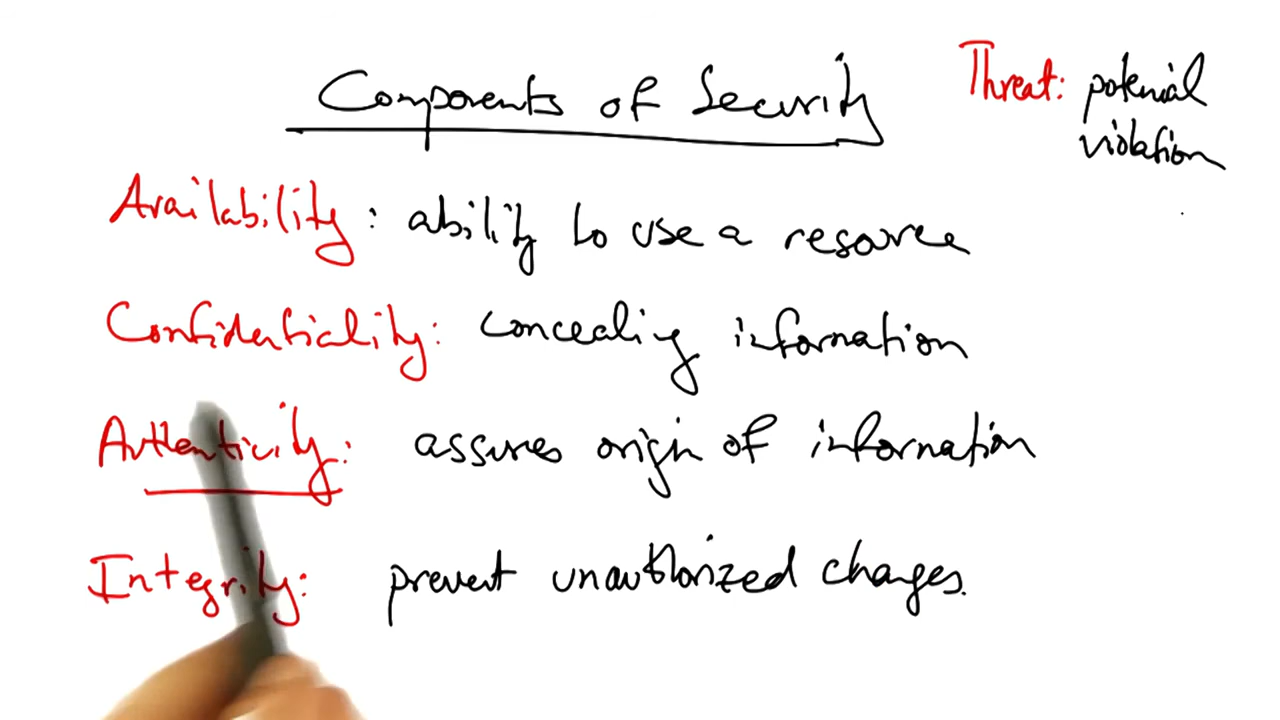 Components of Security
Threat: potenial
violation
Availability: ability to use a resource
Confidentiality: concealing information
Authenticity: assures origin of information
Integrity: prevent unauthorized changes.